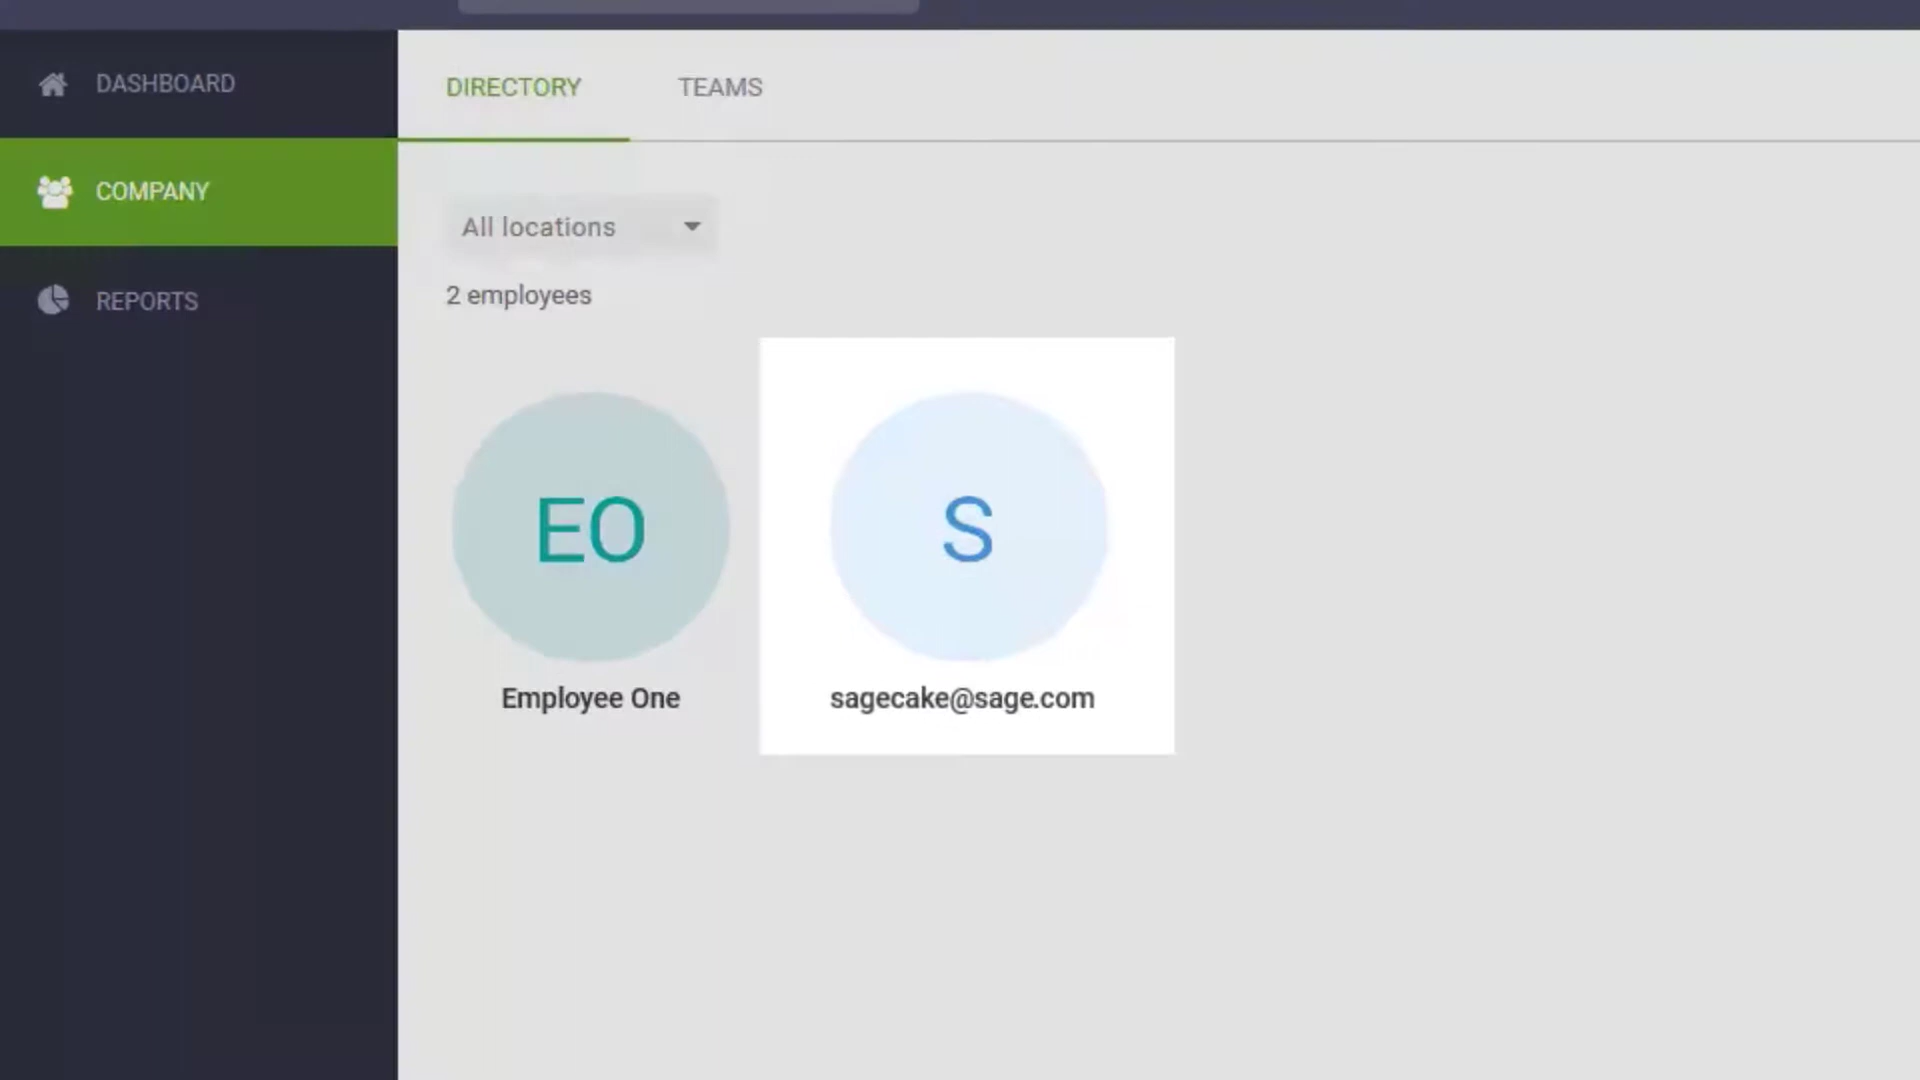 DASHBOARD
COMPANY
REPORTS
DIRECTORY
TEAMS
All locations
2 employees
EO
Employee One
S
sagecake@sage.com